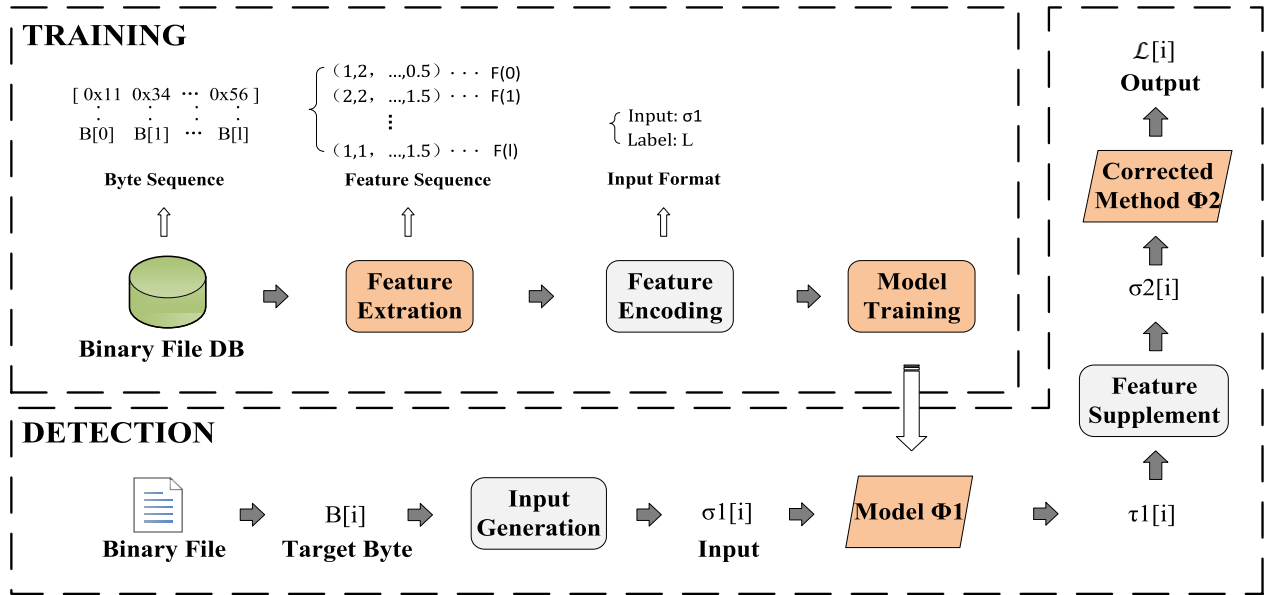 TRAINING
[ 0x11 0x34 ··· 0x56 ]
B[0] B[1] ··· B[l]
Byte Sequence
(1,2, ...,0.5) · · · F(0)
(2,2, ...,1.5) · · · F(1)
⋮
(1,1, ...,1.5) · · · F(l)
Feature Sequence
Input: σ1
Label: L
Input Format
Binary File DB
Feature
Extration
Feature
Encoding
Model
Training
DETECTION
Binary File
B[i]
Target Byte
Input
Generation
σ1[i]
Input
Model Φ1
τ1[i]
Feature
Supplement
σ2[i]
Corrected
Method Φ2
ℒ[i]
Output